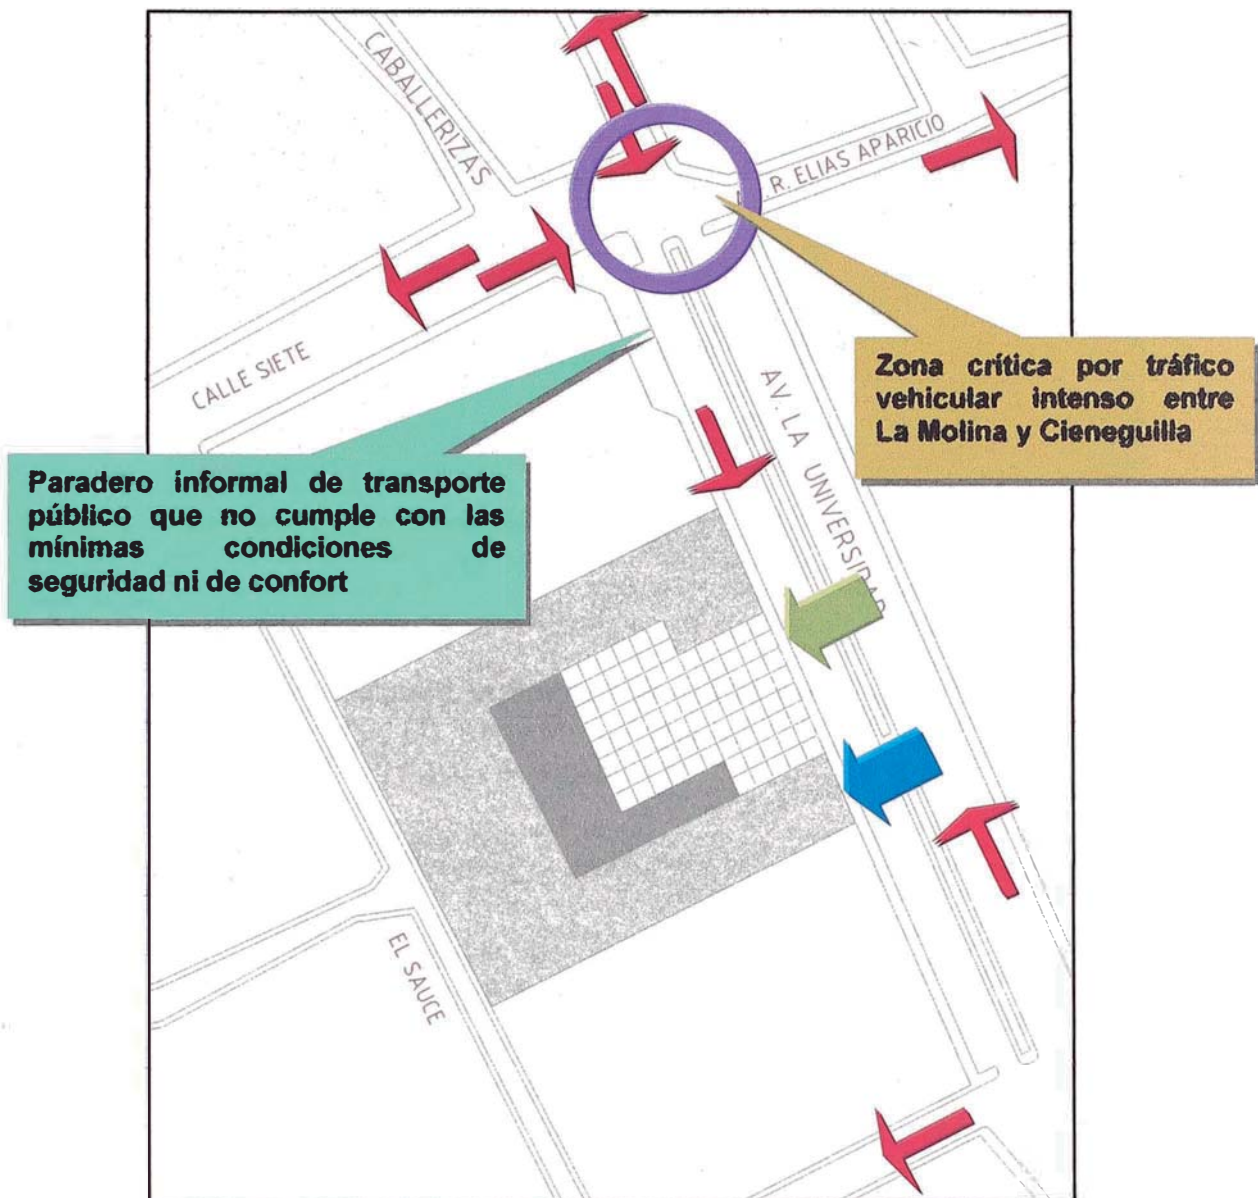 CABALLERIZAS
R. ELIAS APARICIO
CALLE SIETE
AV. LA UNIVERSIDAD
Zona crítica por tráfico
vehicular intenso entre
La Molina y Cieneguilla
Paradero informal de transporte
público que no cumple con las
mínimas condiciones de
seguridad ni de confort
EL SAUCE